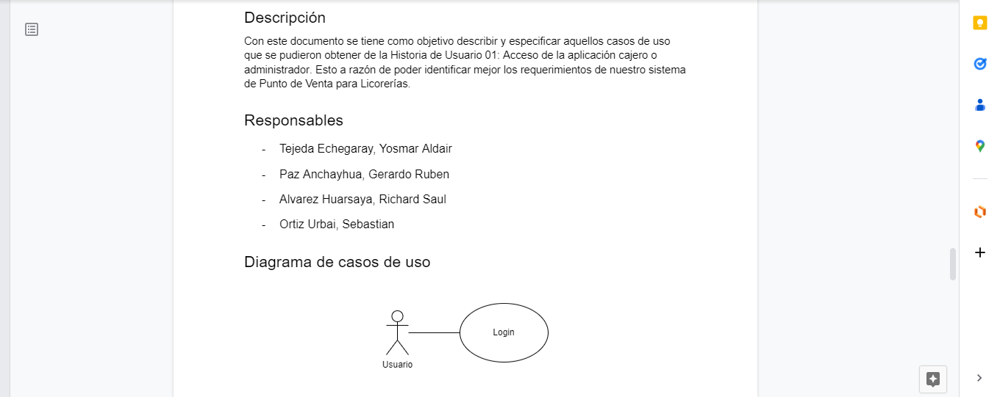 Descripción
Con este documento se tiene como objetivo describir y especificar aquellos casos de uso
que se pudieron obtener de la Historia de Usuario 01: Acceso de la aplicación cajero o
administrador. Esto a razón de poder identificar mejor los requerimientos de nuestro sistema
de Punto de Venta para Licorerías.
Responsables
- Tejeda Echegaray, Yosmar Aldair
- Paz Anchayhua, Gerardo Ruben
- Alvarez Huarsaya, Richard Saul
- Ortiz Urbai, Sebastian
Diagrama de casos de uso
Login
Usuario